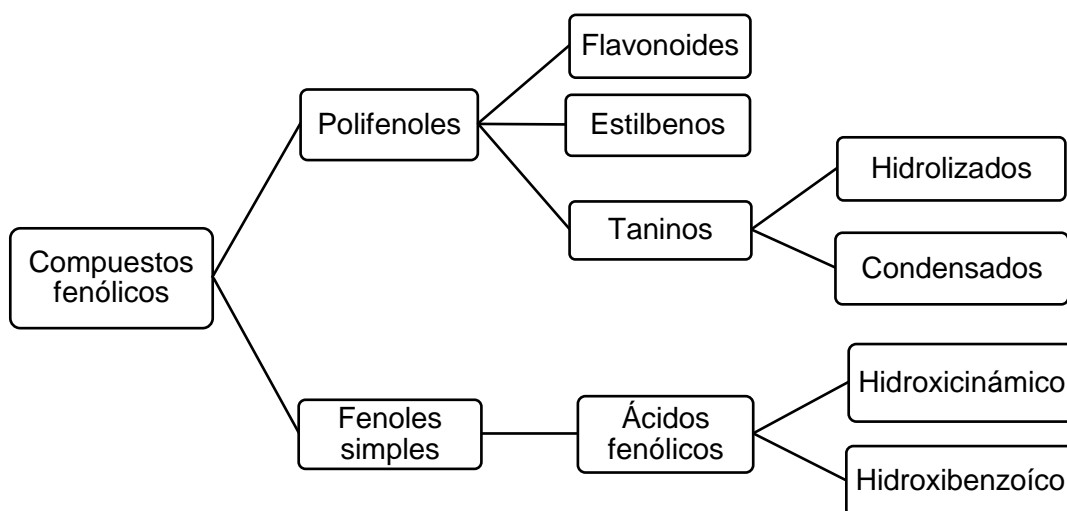 Flavonoides
Polifenoles
Estilbenos
Hidrolizados
Taninos
Compuestos
fenólicos
Condensados
Hidroxicinámico
Fenoles
simples
Ácidos
fenólicos
Hidroxibenzoíco